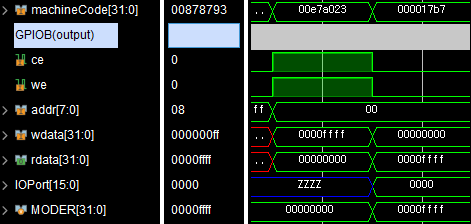 machineCode[31:0] 00878793 .. 00e7a023 000017b7
GPIOB(output)
ce 0
we 0
addr[7:0] 08 ff 00
wdata[31:0] 000000ff .. 0000ffff 00000000
rdata[31:0] 0000ffff .. 00000000 0000ffff
IOPort[15:0] 0000 ZZZZ 0000
MODER[31:0] 0000ffff 00000000 0000ffff